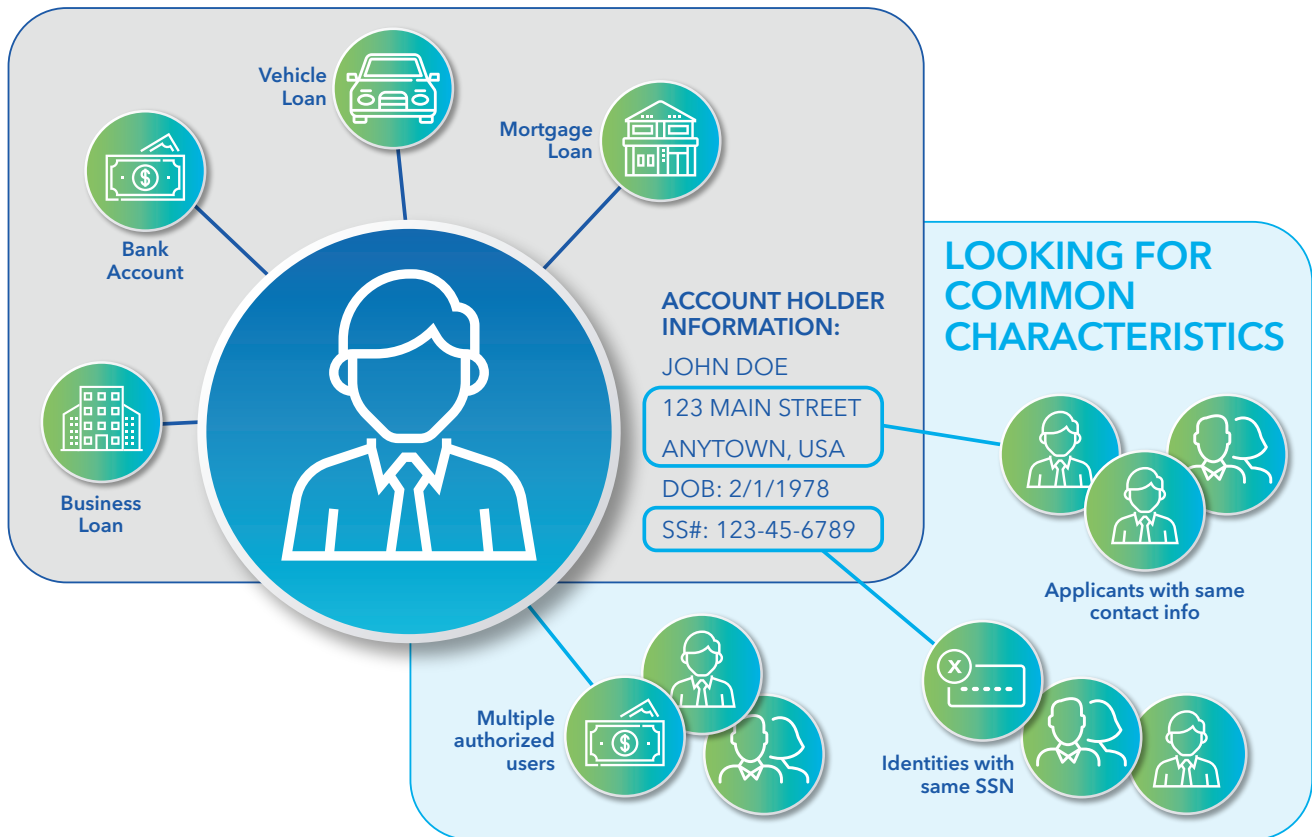 Vehicle
Loan
Mortgage
Loan
Bank
Account
Business
Loan
ACCOUNT HOLDER
INFORMATION:
JOHN DOE
123 MAIN STREET
ANYTOWN, USA
DOB: 2/1/1978
SS#: 123-45-6789
LOOKING FOR
COMMON
CHARACTERISTICS
Applicants with same
contact info
Multiple
authorized
users
Identities with
same SSN